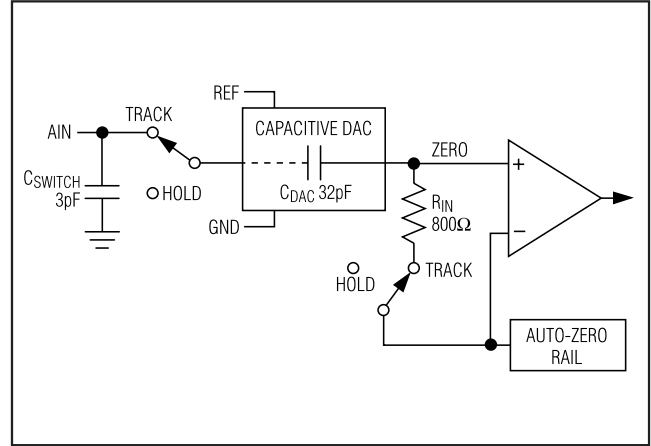 REF
TRACK
CAPACITIVE DAC
AIN
ZERO
+
CSWITCH
3pF
HOLD
CDAC 32pF
RIN
800Ω
GND
−
HOLD
TRACK
AUTO-ZERO
RAIL